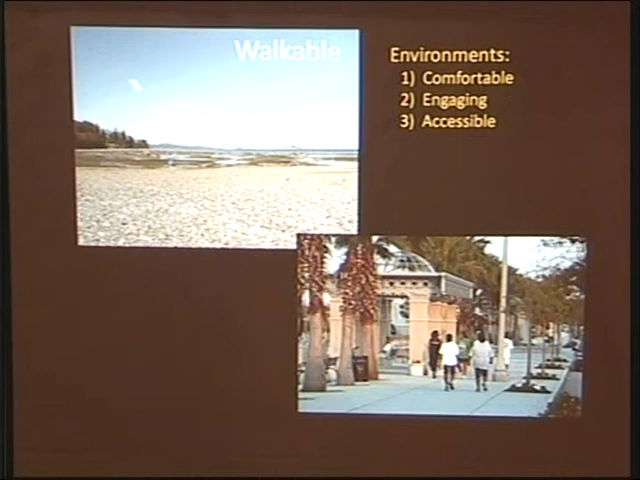 Walkable
Environments:
1) Comfortable
2) Engaging
3) Accessible